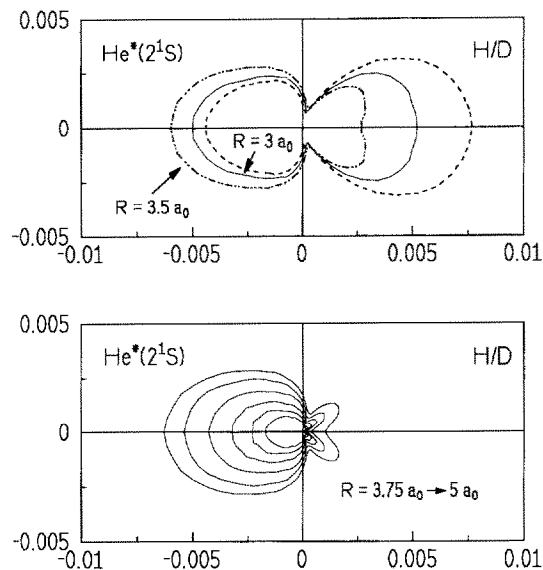 0.005
He*(2¹S)
H/D
0
R = 3 a₀
R = 3.5 a₀
-0.005
-0.01
-0.005
0
0.005
0.01
0.005
He*(2¹S)
H/D
0
R = 3.75 a₀ → 5 a₀
-0.005
-0.01
-0.005
0
0.005
0.01